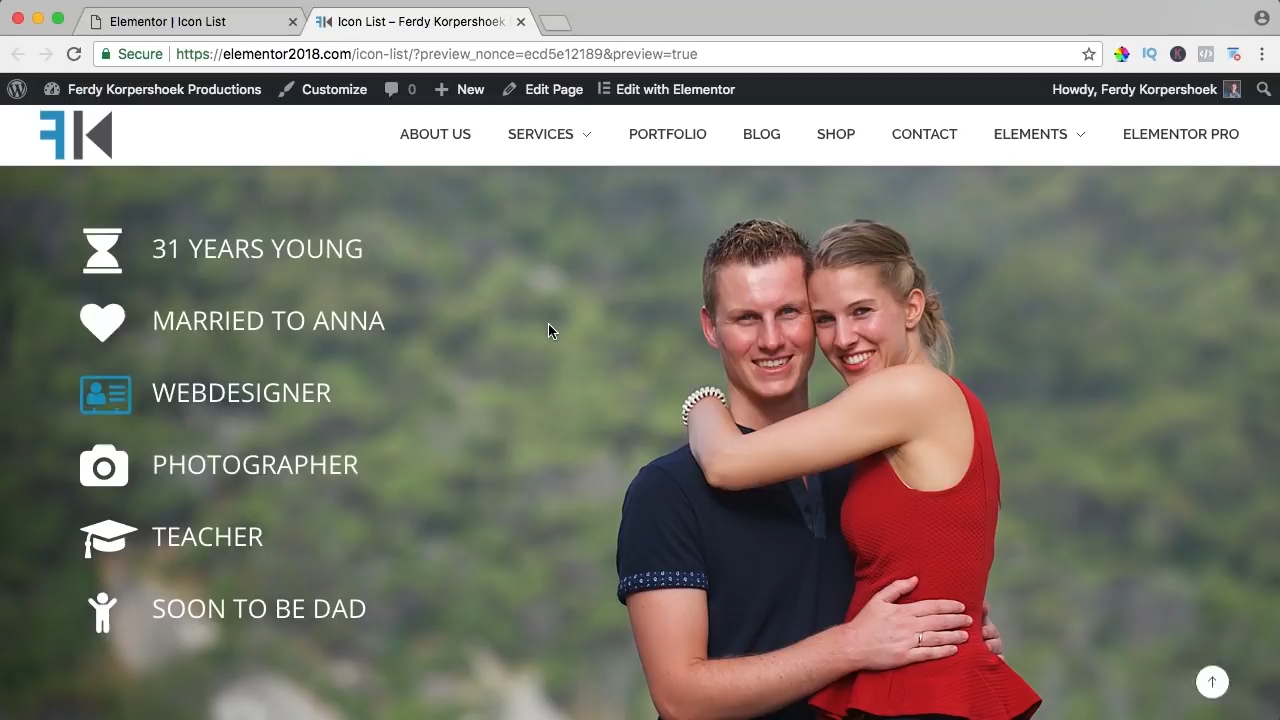 Elementor | Icon List
Icon List – Ferdy Korpershoek
Secure
https://elementor2018.com/icon-list/?preview_nonce=ecd5e12189&preview=true
Ferdy Korpershoek Productions
Customize
0
New
Edit Page
Edit with Elementor
Howdy, Ferdy Korpershoek
FK
ABOUT US
SERVICES
PORTFOLIO
BLOG
SHOP
CONTACT
ELEMENTS
ELEMENTOR PRO
31 YEARS YOUNG
MARRIED TO ANNA
WEBDESIGNER
PHOTOGRAPHER
TEACHER
SOON TO BE DAD